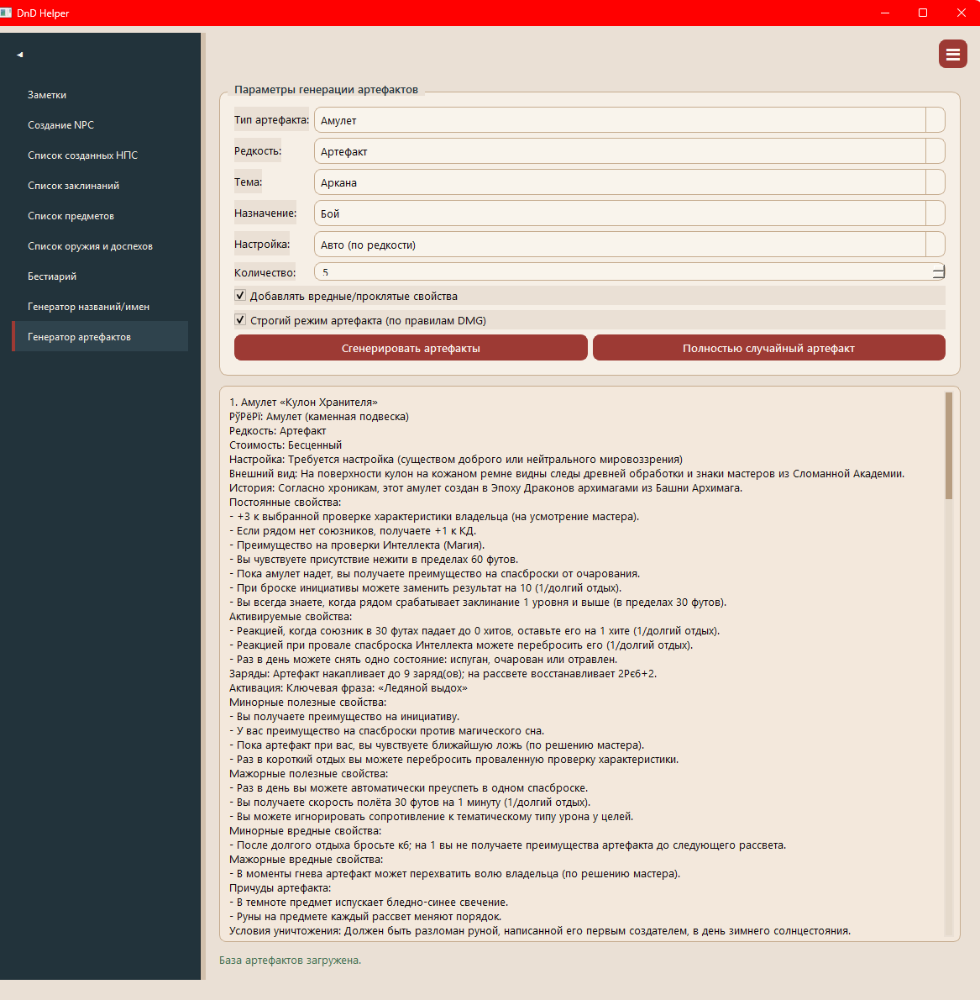 DnD Helper
Заметки
Создание NPC
Список созданных НПС
Список заклинаний
Список предметов
Список оружия и доспехов
Бестиарий
Генератор названий/имен
Генератор артефактов
Параметры генерации артефактов
Тип артефакта: Амулет
Редкость: Артефакт
Тема: Аркана
Назначение: Бой
Настройка: Авто (по редкости)
Количество: 5
Добавлять вредные/проклятые свойства
Строгий режим артефакта (по правилам DMG)
Сгенерировать артефакты Полностью случайный артефакт
1. Амулет «Кулон Хранителя»
РўРёРї: Амулет (каменная подвеска)
Редкость: Артефакт
Стоимость: Бесценный
Настройка: Требуется настройка (существом доброго или нейтрального мировоззрения)
Внешний вид: На поверхности кулон на кожаном ремне видны следы древней обработки и знаки мастеров из Сломанной Академии.
История: Согласно хроникам, этот амулет создан в Эпоху Драконов архимагами из Башни Архимага.
Постоянные свойства:
- +3 к выбранной проверке характеристики владельца (на усмотрение мастера).
- Если рядом нет союзников, получаете +1 к КД.
- Преимущество на проверки Интеллекта (Магия).
- Вы чувствуете присутствие нежити в пределах 60 футов.
- Пока амулет надет, вы получаете преимущество на спасброски от очарования.
- При броске инициативы можете заменить результат на 10 (1/долгий отдых).
- Вы всегда знаете, когда рядом срабатывает заклинание 1 уровня и выше (в пределах 30 футов).
Активируемые свойства:
- Реакцией, когда союзник в 30 футах падает до 0 хитов, оставьте его на 1 хите (1/долгий отдых).
- Реакцией при провале спасброска Интеллекта можете перебросить его (1/долгий отдых).
- Раз в день можете снять одно состояние: испуган, очарован или отравлен.
Заряды: Артефакт накапливает до 9 заряд(ов); на рассвете восстанавливает 2Рє6+2.
Активация: Ключевая фраза: «Ледяной выдох»
Минорные полезные свойства:
- Вы получаете преимущество на инициативу.
- У вас преимущество на спасброски против магического сна.
- Пока артефакт при вас, вы чувствуете ближайшую ложь (по решению мастера).
- Раз в короткий отдых вы можете перебросить проваленную проверку характеристики.
Мажорные полезные свойства:
- Раз в день вы можете автоматически преуспеть в одном спасброске.
- Вы получаете скорость полёта 30 футов на 1 минуту (1/долгий отдых).
- Вы можете игнорировать сопротивление к тематическому типу урона у целей.
Минорные вредные свойства:
- После долгого отдыха бросьте к6; на 1 вы не получаете преимущества артефакта до следующего рассвета.
Мажорные вредные свойства:
- В моменты гнева артефакт может перехватить волю владельца (по решению мастера).
Причуды артефакта:
- В темноте предмет испускает бледно-синее свечение.
- Руны на предмете каждый рассвет меняют порядок.
Условия уничтожения: Должен быть разломан руной, написанной его первым создателем, в день зимнего солнцестояния.
База артефактов загружена.